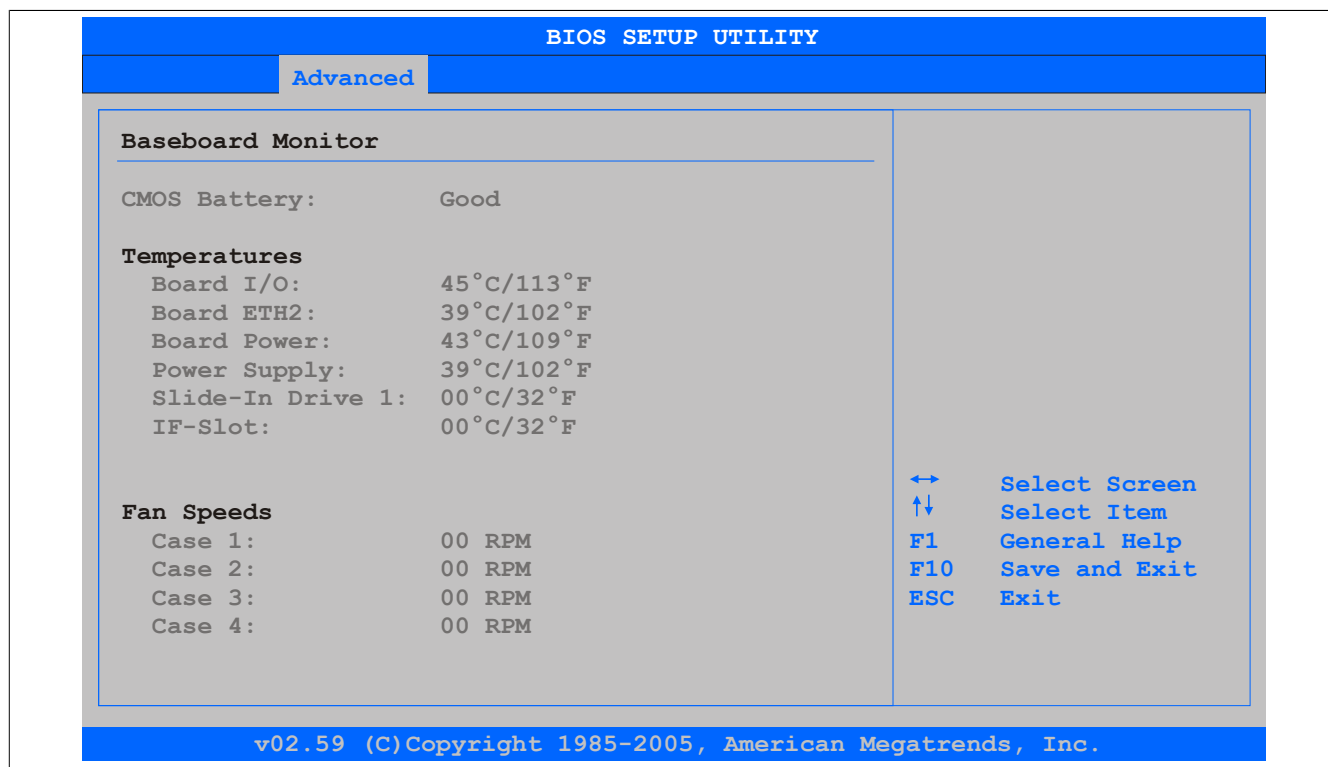 BIOS SETUP UTILITY
Advanced
Baseboard Monitor
CMOS Battery: Good
Temperatures
Board I/O: 45°C/113°F
Board ETH2: 39°C/102°F
Board Power: 43°C/109°F
Power Supply: 39°C/102°F
Slide-In Drive 1: 00°C/32°F
IF-Slot: 00°C/32°F
Fan Speeds
Case 1: 00 RPM
Case 2: 00 RPM
Case 3: 00 RPM
Case 4: 00 RPM
↔ Select Screen
↑↓ Select Item
F1 General Help
F10 Save and Exit
ESC Exit
v02.59 (C)Copyright 1985-2005, American Megatrends, Inc.